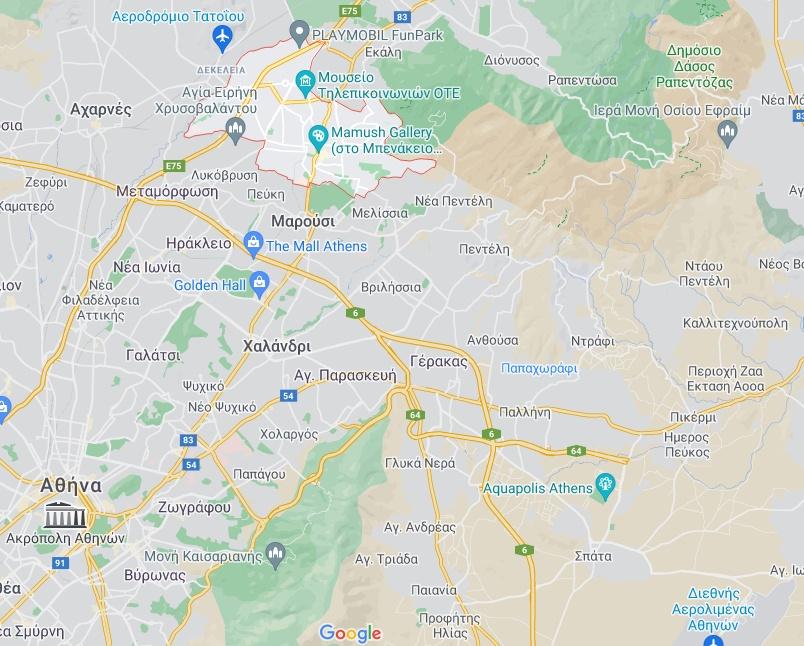 E75
83
Αεροδρόμιο Τατοΐου
PLAYMOBIL FunPark
Εκάλη
Διόνυσος
Δημόσιο
Δάσος
Ραπεντόζας
ΔΕΚΕΛΕΙΑ
Μουσείο
Τηλεπικοινωνιών ΟΤΕ
Ραπεντώσα
Αχαρνές
Αγία-Ειρήνη
Χρυσοβαλάντου
Ιερά Μονή Οσίου Εφραίμ
Νέα Μά
83
Mamush Gallery
(στο Μπενάκειο...
E75
Ζεφύρι
Λυκόβρυση
Μεταμόρφωση
Πεύκη
Καματερό
Νέα Πεντέλη
Μελίσσια
Μαρούσι
Ηράκλειο
The Mall Athens
Πεντέλη
Νέα Ιωνία
Golden Hall
Βριλήσσια
Ντάου
Πεντέλη
Νέος Βο
Νέα
Φιλαδέλφεια
Αττικής
6
Καλλιτεχνούπολη
Γαλάτσι
Χαλάνδρι
Ανθούσα
Ντράφι
Γέρακας
Παπαχωράφι
Περιοχή Ζαα
Εκταση Αοοα
Ψυχικό
Αγ. Παρασκευή
54
Νέο Ψυχικό
64
Παλλήνη
Πικέρμι
Χολαργός
83
6
Ημερος
Πεύκος
54
64
Γλυκά Νερά
Παπάγου
Αθήνα
Aquapolis Athens
Ζωγράφου
Ακρόπολη Αθηνών
Αγ. Ανδρέας
Μονή Καισαριανής
6
Σπάτα
91
Αγ. Τριάδα
Βύρωνας
Αγ. Ιω
Παιανία
Διεθνής
Αερολιμένας
Αθηνών
Προφήτης
Ηλίας
έα Σμύρνη
Google